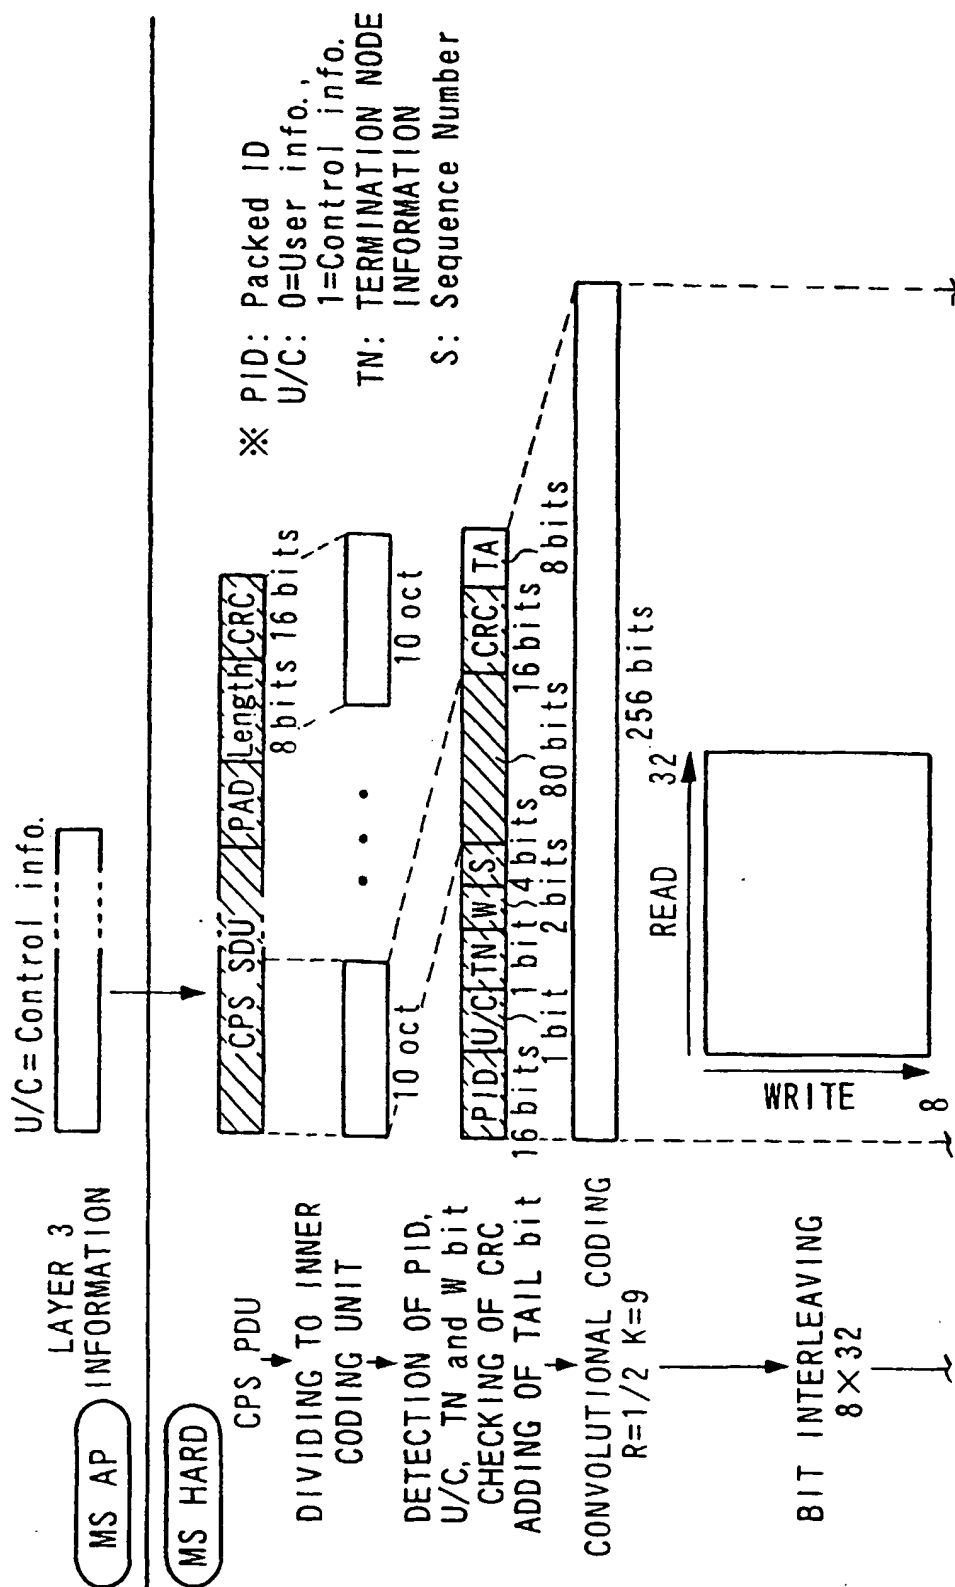 MS AP
LAYER 3
INFORMATION
U/C=Control info.
MS HARD
CPS PDU
CPS SDU PAD Length CRC
8 bits 16 bits
※ PID: Packed ID
U/C: 0=User info.,
1=Control info.
TN: TERMINATION NODE
INFORMATION
S: Sequence Number
DIVIDING TO INNER
CODING UNIT
10 oct
10 oct
DETECTION OF PID,
U/C, TN and W bit
CHECKING OF CRC
ADDING OF TAIL bit
PID U/C TN W S CRC TA
16 bits 1 bit 4 bits 16 bits
1 bit 2 bits 80 bits 8 bits
CONVOLUTIONAL CODING
R=1/2 K=9
256 bits
BIT INTERLEAVING
8×32
READ
32
WRITE
8